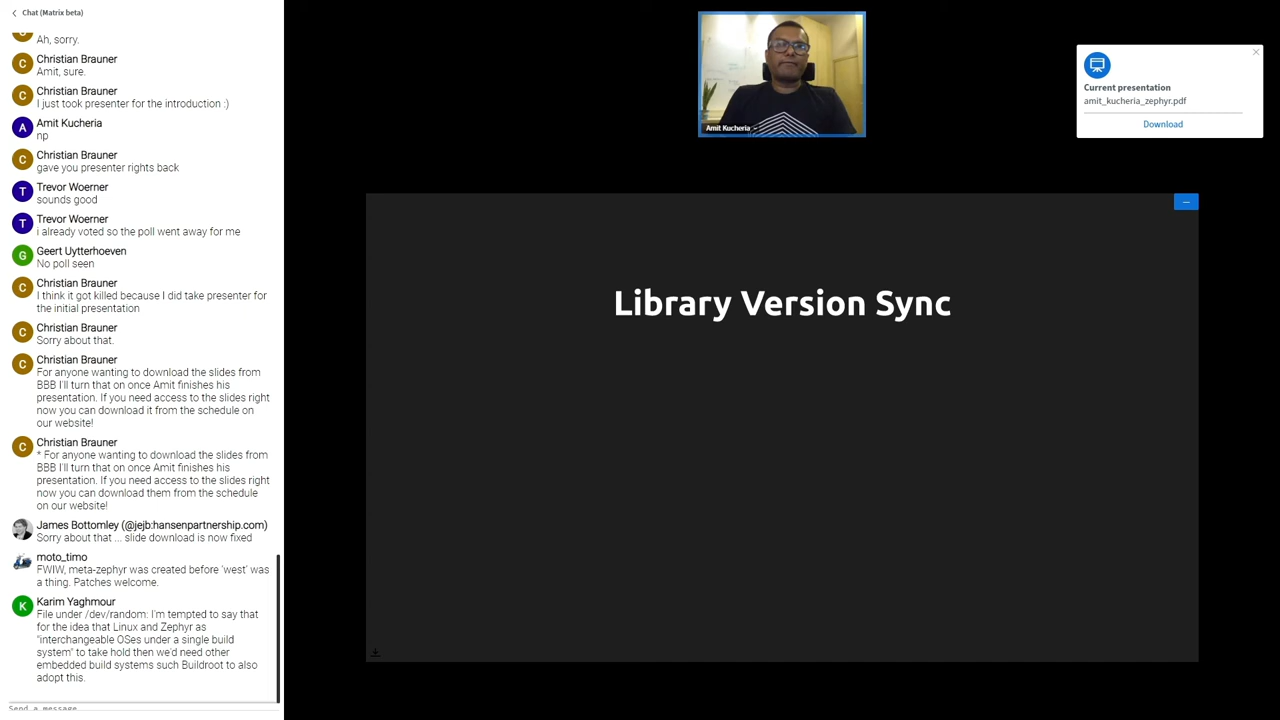 Chat (Matrix beta)
Ah, sorry.
Christian Brauner
Amit, sure.
Christian Brauner
I just took presenter for the introduction :)
Amit Kucheria
np
Christian Brauner
gave you presenter rights back
Trevor Woerner
sounds good
Trevor Woerner
i already voted so the poll went away for me
Geert Uytterhoeven
No poll seen
Christian Brauner
I think it got killed because I did take presenter for
the initial presentation
Christian Brauner
Sorry about that.
Christian Brauner
For anyone wanting to download the slides from
BBB I'll turn that on once Amit finishes his
presentation. If you need access to the slides right
now you can download it from the schedule on
our website!
Christian Brauner
* For anyone wanting to download the slides from
BBB I'll turn that on once Amit finishes his
presentation. If you need access to the slides right
now you can download them from the schedule
on our website!
James Bottomley (@jejb:hansenpartnership.com)
Sorry about that ... slide download is now fixed
moto_timo
FWIW, meta-zephyr was created before 'west' was
a thing. Patches welcome.
Karim Yaghmour
File under /dev/random: I'm tempted to say that
for the idea that Linux and Zephyr as
"interchangeable OSes under a single build
system" to take hold then we'd need other
embedded build systems such Buildroot to also
adopt this.
Send a message
C
C
A
C
T
T
G
C
C
C
C
K
Amit Kucheria
Current presentation
amit_kucheria_zephyr.pdf
Download
Library Version Sync